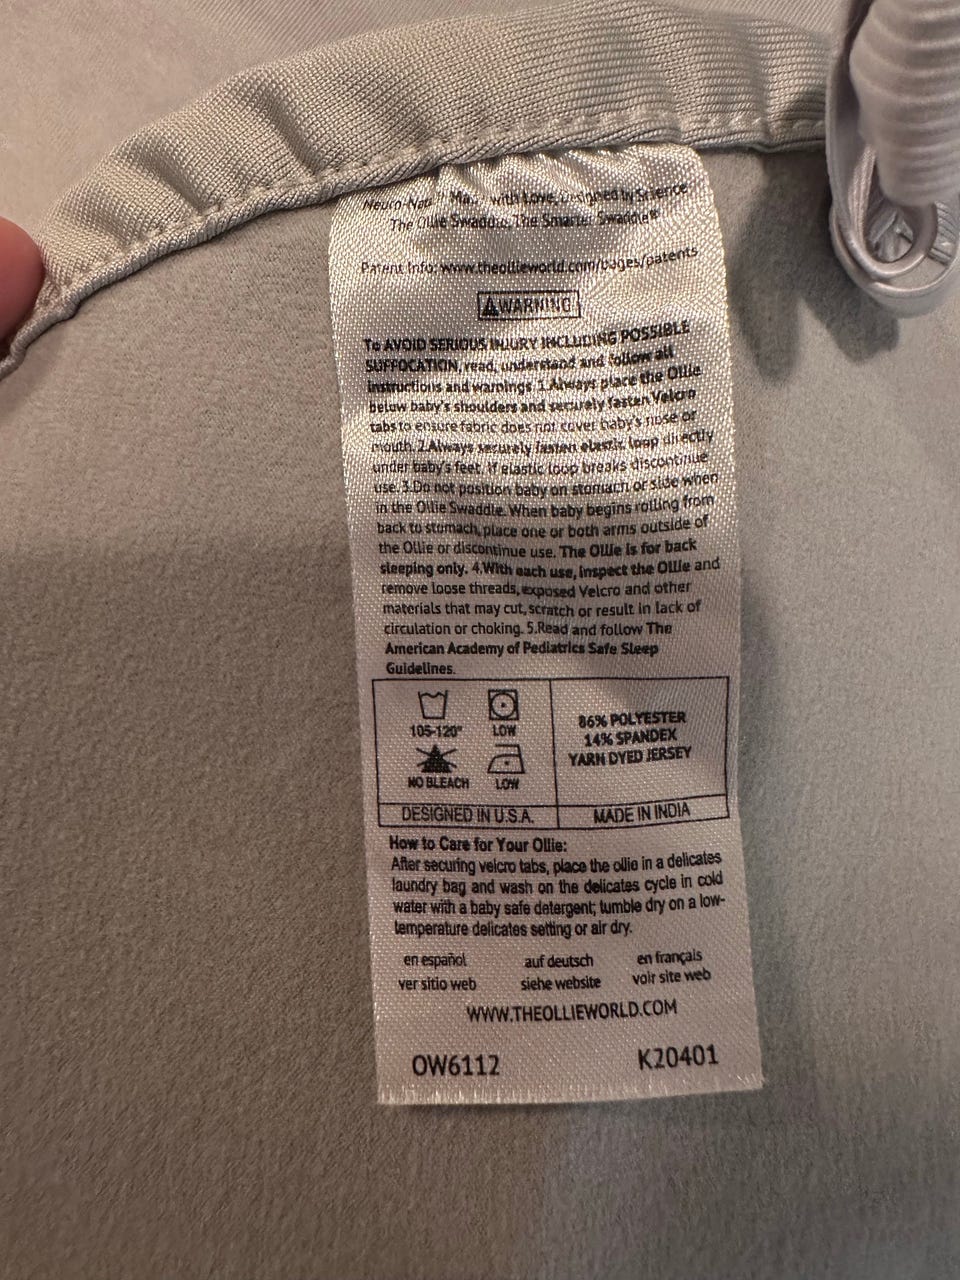 Neuro-Natu™ Ma with Love, Designed by Science
The Ollie Swaddle, The Smarter Swaddle®
Patent Info: www.theollieworld.com/pages/patents
WARNING
To AVOID SERIOUS INJURY INCLUDING POSSIBLE
SUFFOCATION, read, understand and follow all
instructions and warnings. 1.Always place the Ollie
below baby's shoulders and securely fasten Velcro
tabs to ensure fabric does not cover baby's nose or
mouth. 2.Always securely fasten elastic loop directly
under baby's feet. If elastic loop breaks discontinue
use. 3.Do not position baby on stomach or side when
in the Ollie Swaddle. When baby begins rolling from
back to stomach, place one or both arms outside of
the Ollie or discontinue use. The Ollie is for back
sleeping only. 4.With each use, inspect the Ollie and
remove loose threads, exposed Velcro and other
materials that may cut, scratch or result in lack of
circulation or choking. 5.Read and follow The
American Academy of Pediatrics Safe Sleep
Guidelines.
105-120° LOW
NO BLEACH LOW
86% POLYESTER
14% SPANDEX
YARN DYED JERSEY
DESIGNED IN U.S.A. MADE IN INDIA
How to Care for Your Ollie:
After securing velcro tabs, place the ollie in a delicates
laundry bag and wash on the delicates cycle in cold
water with a baby safe detergent; tumble dry on a low-
temperature delicates setting or air dry.
en español auf deutsch en français
ver sitio web siehe website voir site web
WWW.THEOLLIEWORLD.COM
OW6112 K20401